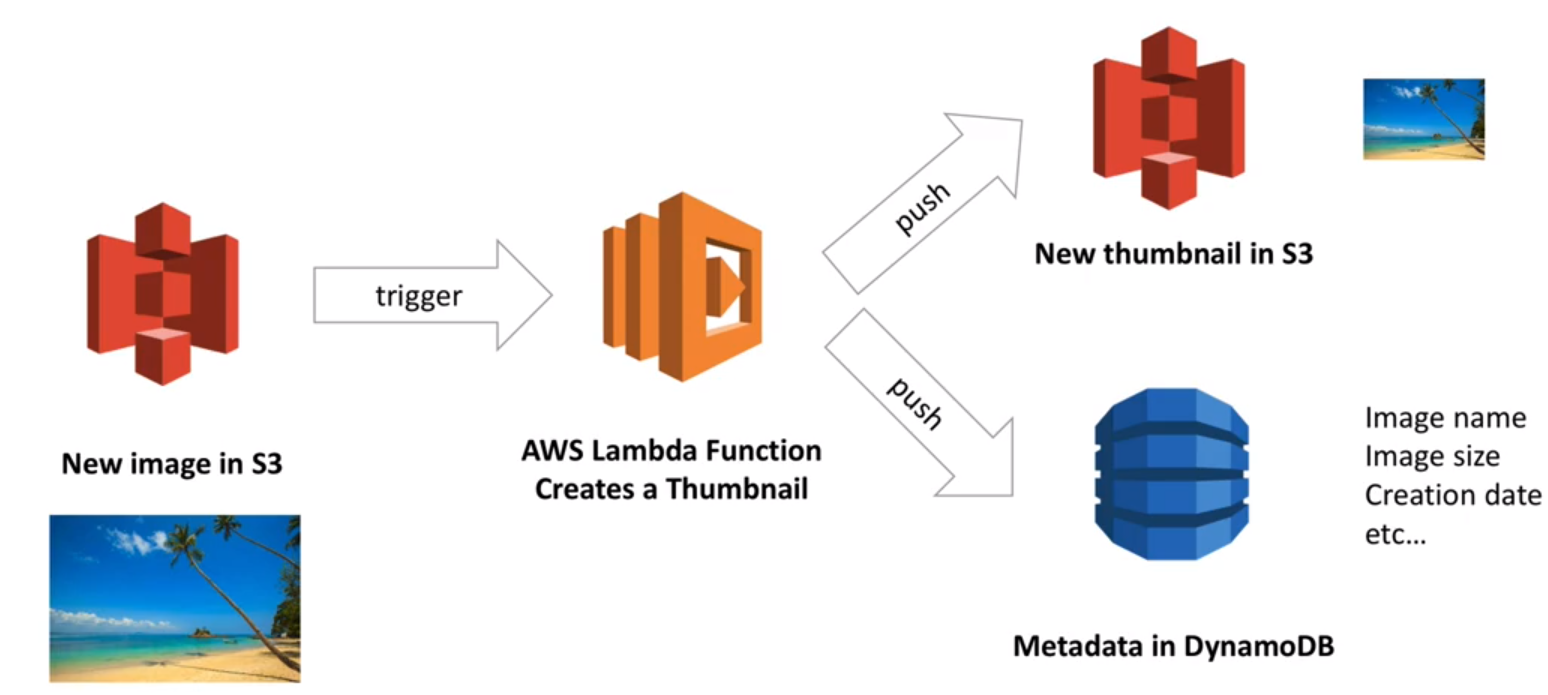 New image in S3
trigger
AWS Lambda Function
Creates a Thumbnail
push
New thumbnail in S3
push
Metadata in DynamoDB
Image name
Image size
Creation date
etc...